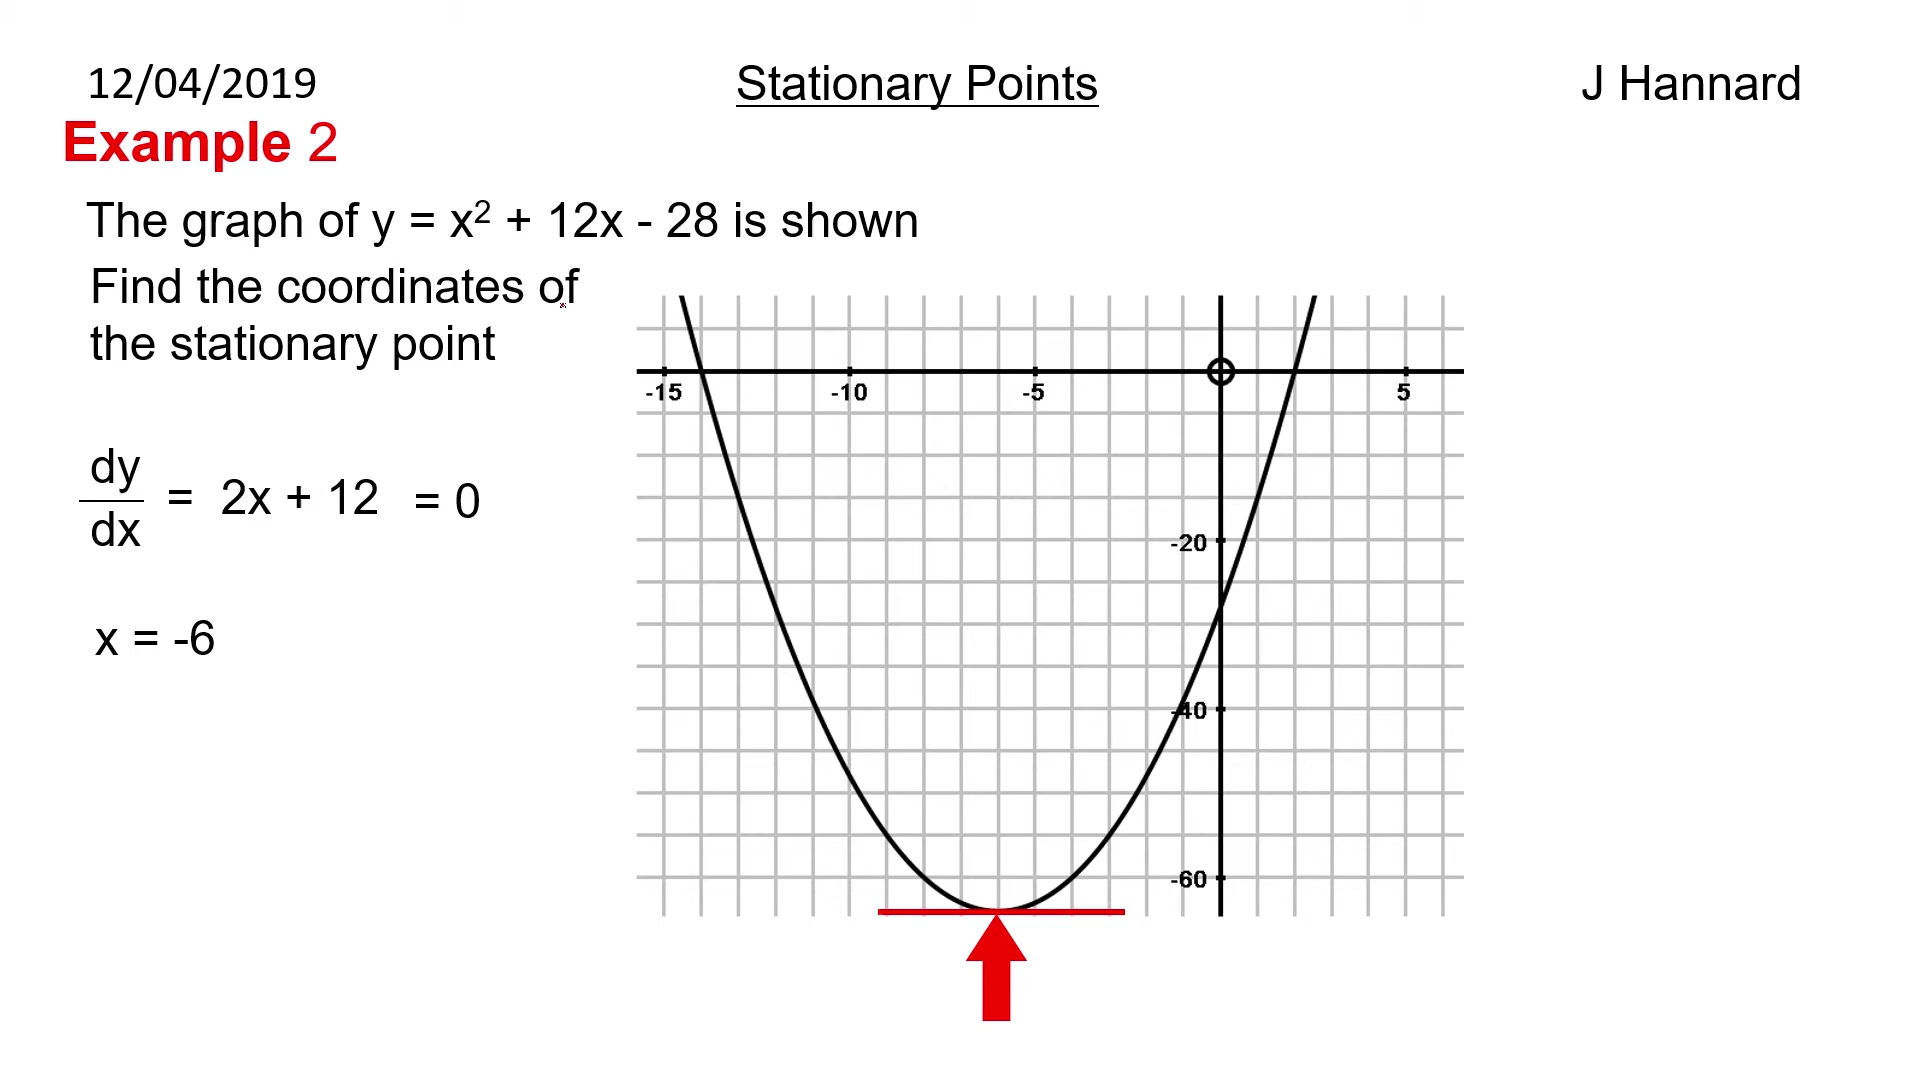 12/04/2019 Stationary Points J Hannard
Example 2
The graph of y = x² + 12x - 28 is shown
Find the coordinates of
the stationary point
-15 -10 -5 5
dy
dx
= 2x + 12 = 0
-20
x = -6
-40
-60